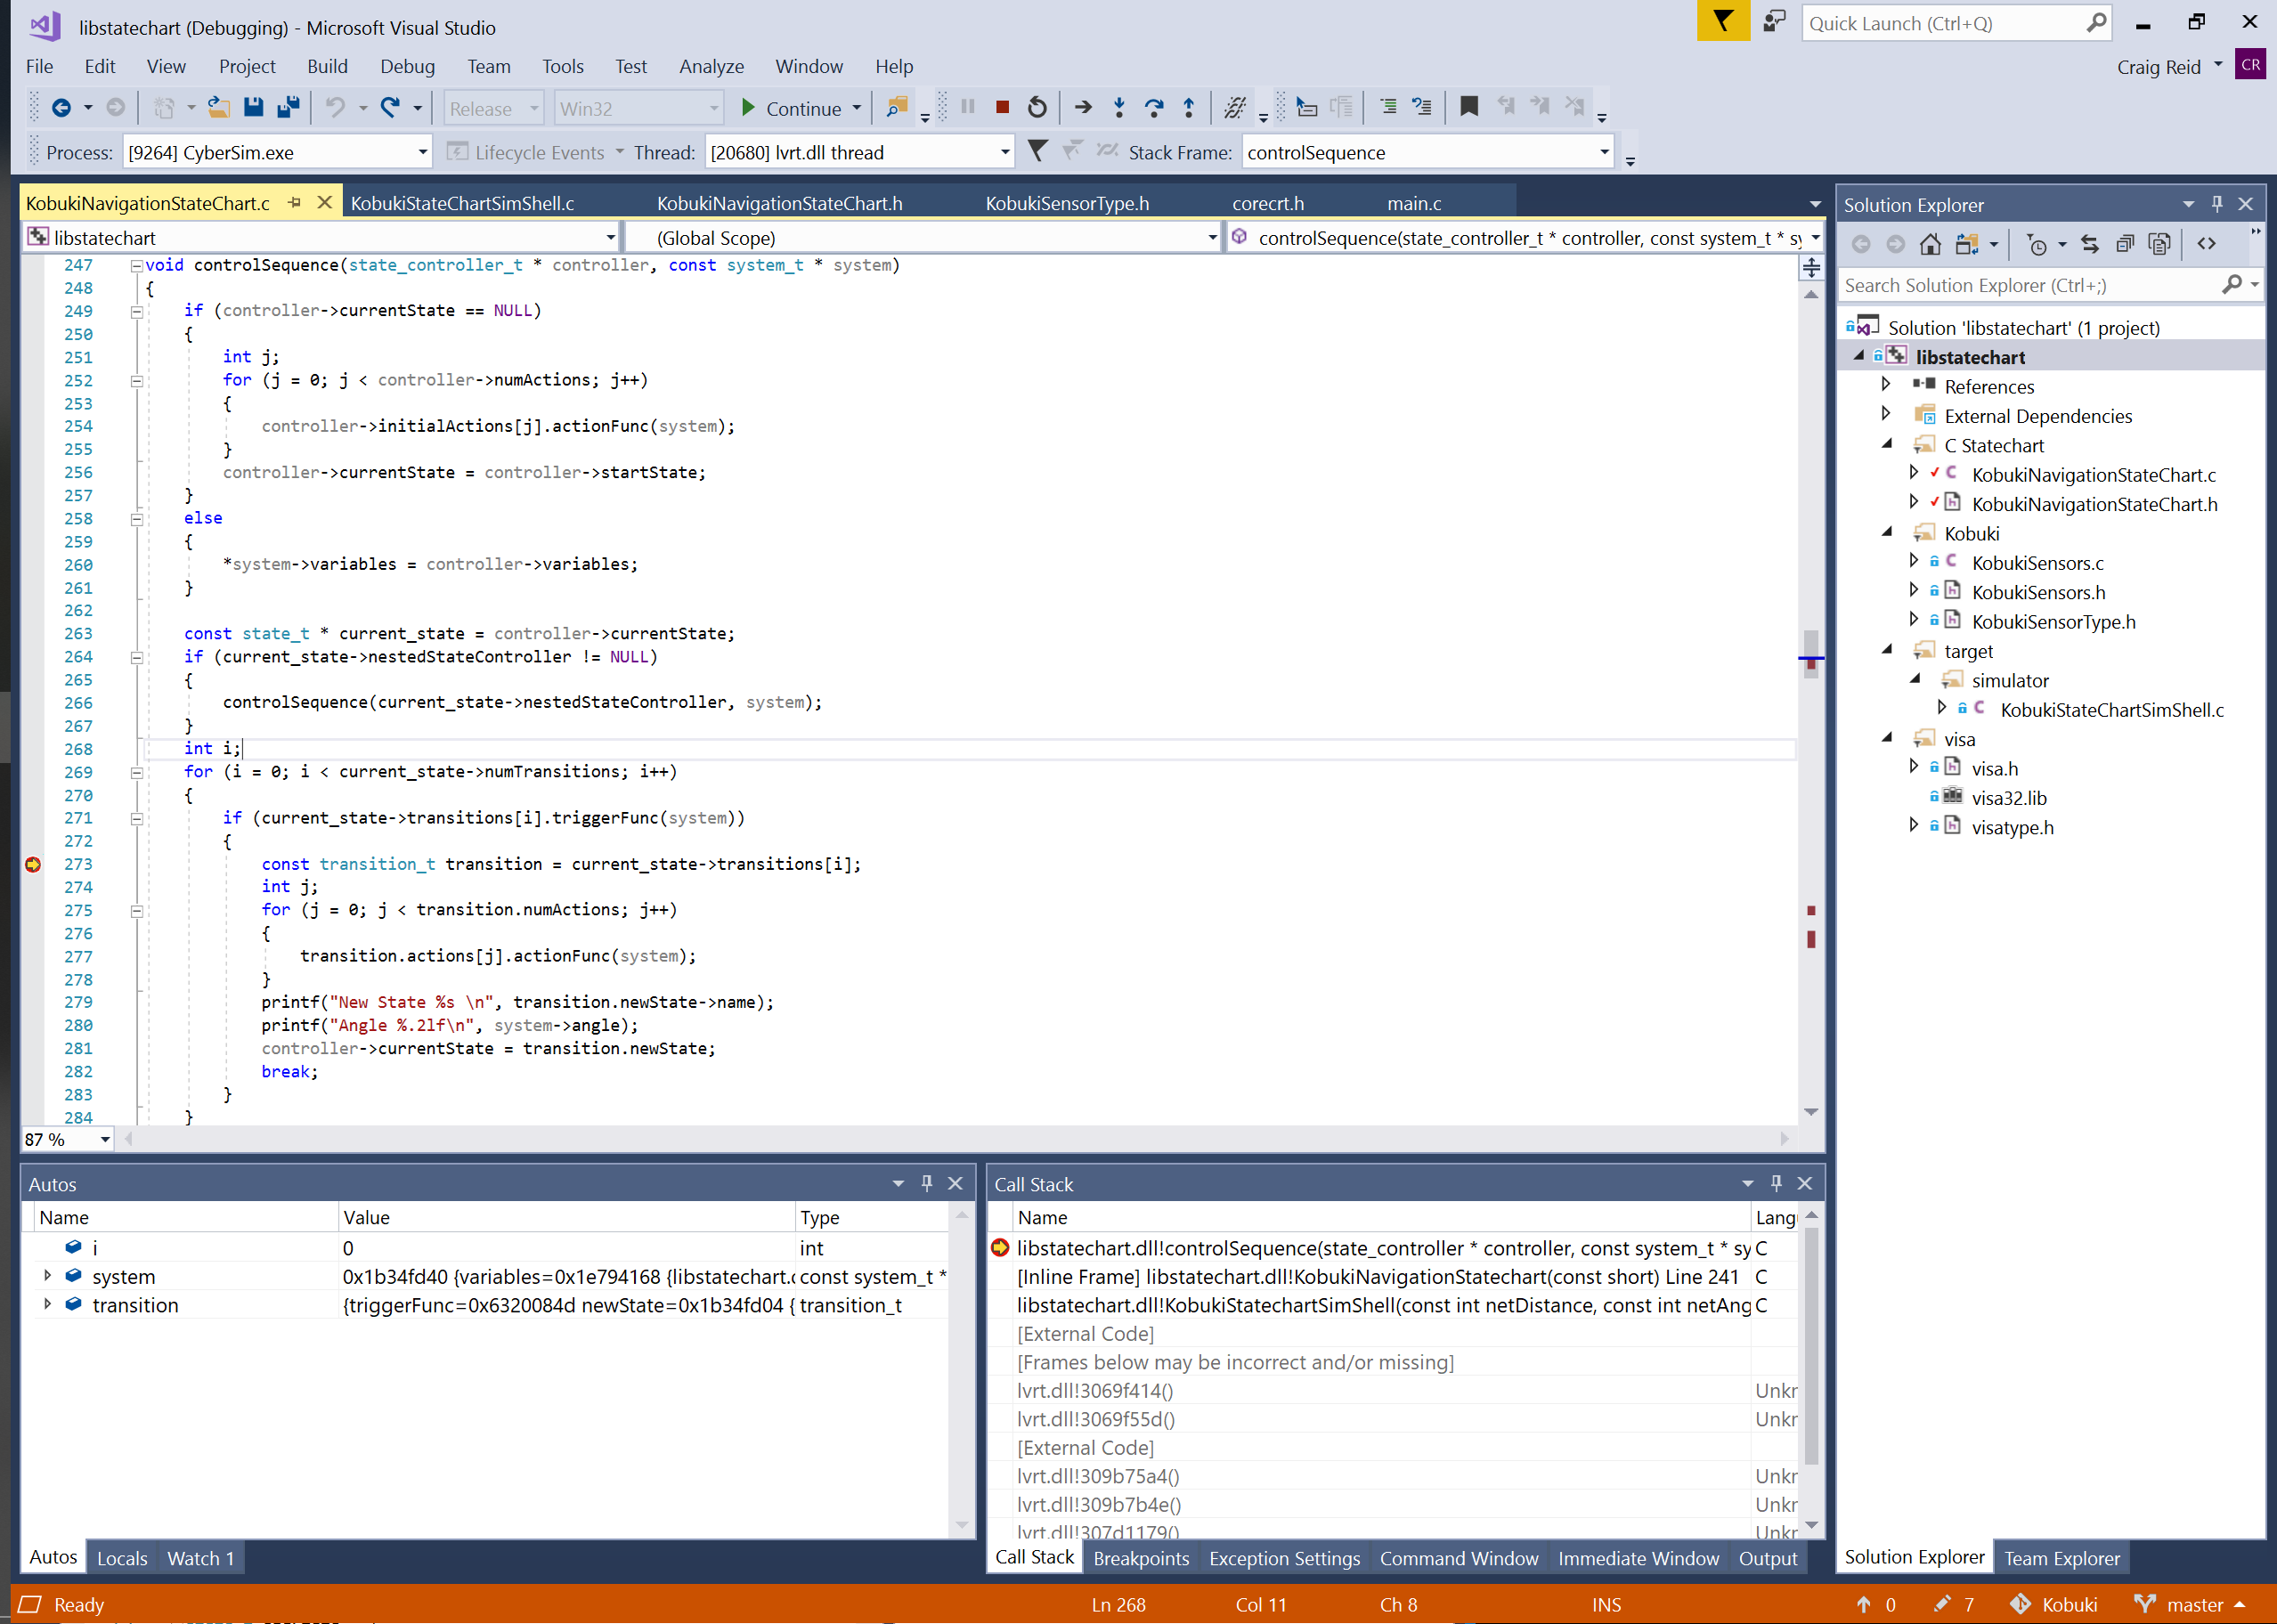 libstatechart (Debugging) - Microsoft Visual Studio
Quick Launch (Ctrl+Q)
File Edit View Project Build Debug Team Tools Test Analyze Window Help
Craig Reid CR
Release Win32 Continue
Process: [9264] CyberSim.exe Lifecycle Events Thread: [20680] lvrt.dll thread Stack Frame: controlSequence
KobukiNavigationStateChart.c KobukiStateChartSimShell.c KobukiNavigationStateChart.h KobukiSensorType.h corecrt.h main.c
libstatechart (Global Scope) controlSequence(state_controller_t * controller, const system_t * sy
247 void controlSequence(state_controller_t * controller, const system_t * system)
248 {
249 if (controller->currentState == NULL)
250 {
251 int j;
252 for (j = 0; j < controller->numActions; j++)
253 {
254 controller->initialActions[j].actionFunc(system);
255 }
256 controller->currentState = controller->startState;
257 }
258 else
259 {
260 *system->variables = controller->variables;
261 }
262
263 const state_t * current_state = controller->currentState;
264 if (current_state->nestedStateController != NULL)
265 {
266 controlSequence(current_state->nestedStateController, system);
267 }
268 int i;
269 for (i = 0; i < current_state->numTransitions; i++)
270 {
271 if (current_state->transitions[i].triggerFunc(system))
272 {
273 const transition_t transition = current_state->transitions[i];
274 int j;
275 for (j = 0; j < transition.numActions; j++)
276 {
277 transition.actions[j].actionFunc(system);
278 }
279 printf("New State %s \n", transition.newState->name);
280 printf("Angle %.2lf\n", system->angle);
281 controller->currentState = transition.newState;
282 break;
283 }
284 }
87 %
Solution Explorer
Search Solution Explorer (Ctrl+;)
Solution 'libstatechart' (1 project)
libstatechart
References
External Dependencies
C Statechart
KobukiNavigationStateChart.c
KobukiNavigationStateChart.h
Kobuki
KobukiSensors.c
KobukiSensors.h
KobukiSensorType.h
target
simulator
KobukiStateChartSimShell.c
visa
visa.h
visa32.lib
visatype.h
Solution Explorer Team Explorer
Autos
Name Value Type
i 0 int
system 0x1b34fd40 {variables=0x1e794168 {libstatechart.c const system_t *
transition {triggerFunc=0x6320084d newState=0x1b34fd04 { transition_t
Autos Locals Watch 1
Call Stack
Name Lang
libstatechart.dll!controlSequence(state_controller * controller, const system_t * sy C
[Inline Frame] libstatechart.dll!KobukiNavigationStatechart(const short) Line 241 C
libstatechart.dll!KobukiStatechartSimShell(const int netDistance, const int netAng C
[External Code]
[Frames below may be incorrect and/or missing]
lvrt.dll!3069f414() Unkr
lvrt.dll!3069f55d() Unkr
[External Code]
lvrt.dll!309b75a4() Unkr
lvrt.dll!309b7b4e() Unkr
lvrt.dll!307d1179() Unkr
Call Stack Breakpoints Exception Settings Command Window Immediate Window Output
Ready Ln 268 Col 11 Ch 8 INS 0 7 Kobuki master